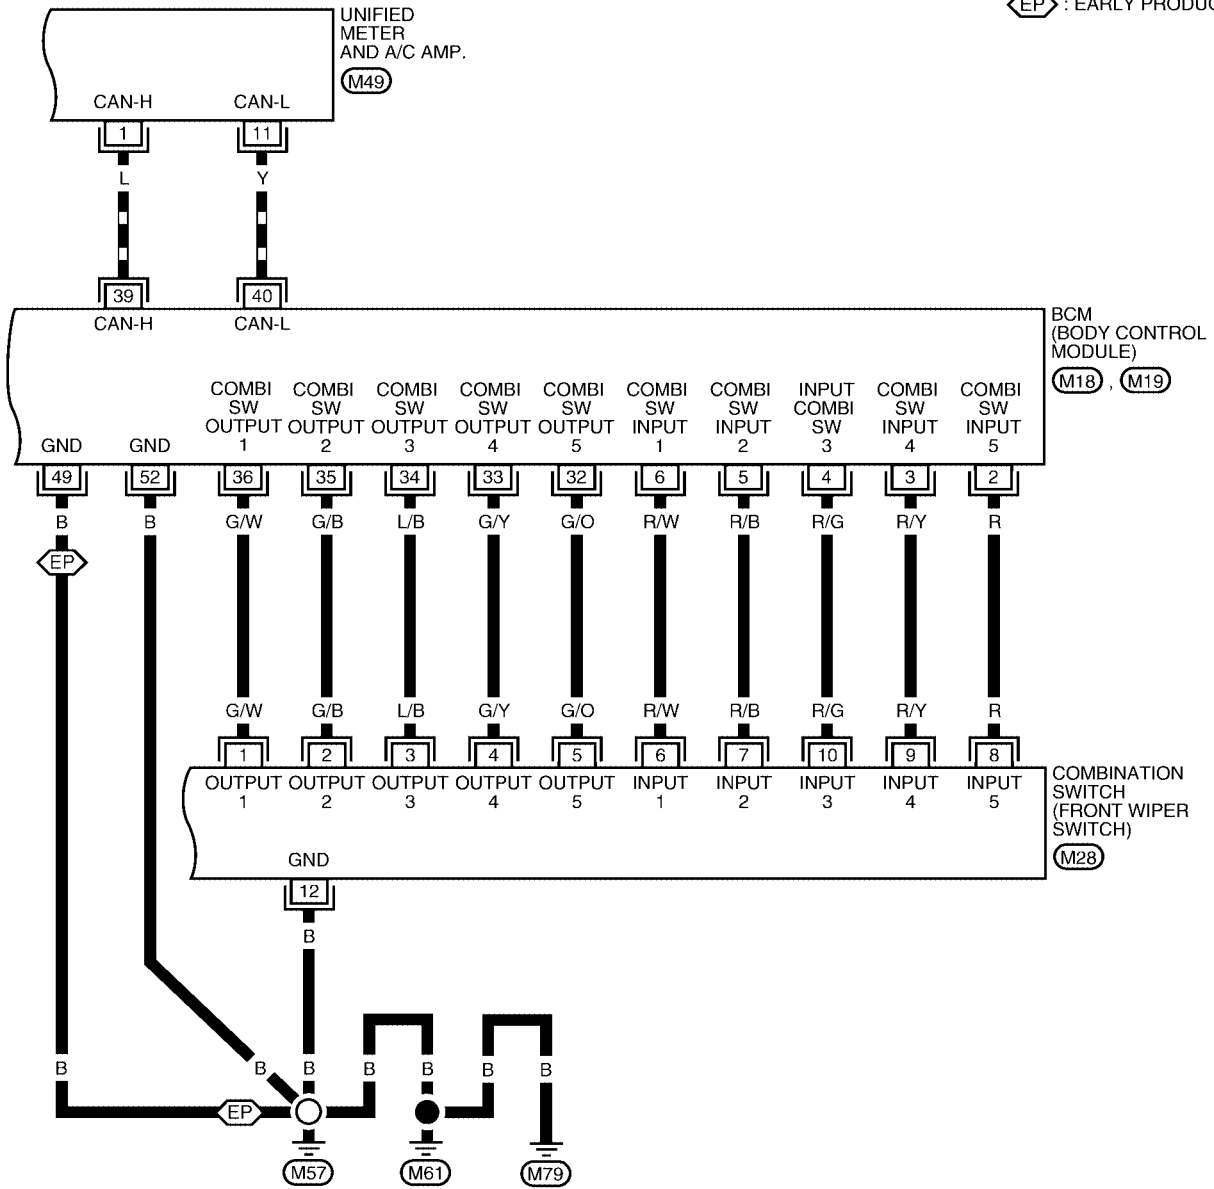 EP : EARLY PRODUC
UNIFIED
METER
AND A/C AMP.
M49
CAN-H CAN-L
1 11
L Y
39 40
CAN-H CAN-L
BCM
(BODY CONTROL
MODULE)
M18 , M19
COMBI COMBI COMBI COMBI COMBI COMBI COMBI INPUT COMBI COMBI
SW SW SW SW SW SW SW COMBI SW SW
OUTPUT OUTPUT OUTPUT OUTPUT OUTPUT INPUT INPUT SW INPUT INPUT
GND GND 1 2 3 4 5 1 2 3 4 5
49 52 36 35 34 33 32 6 5 4 3 2
B B G/W G/B L/B G/Y G/O R/W R/B R/G R/Y R
EP
G/W G/B L/B G/Y G/O R/W R/B R/G R/Y R
1 2 3 4 5 6 7 10 9 8
OUTPUT OUTPUT OUTPUT OUTPUT OUTPUT INPUT INPUT INPUT INPUT INPUT
1 2 3 4 5 1 2 3 4 5
COMBINATION
SWITCH
(FRONT WIPER
SWITCH)
M28
GND
12
B
B B B B B B B
EP
M57 M61 M79